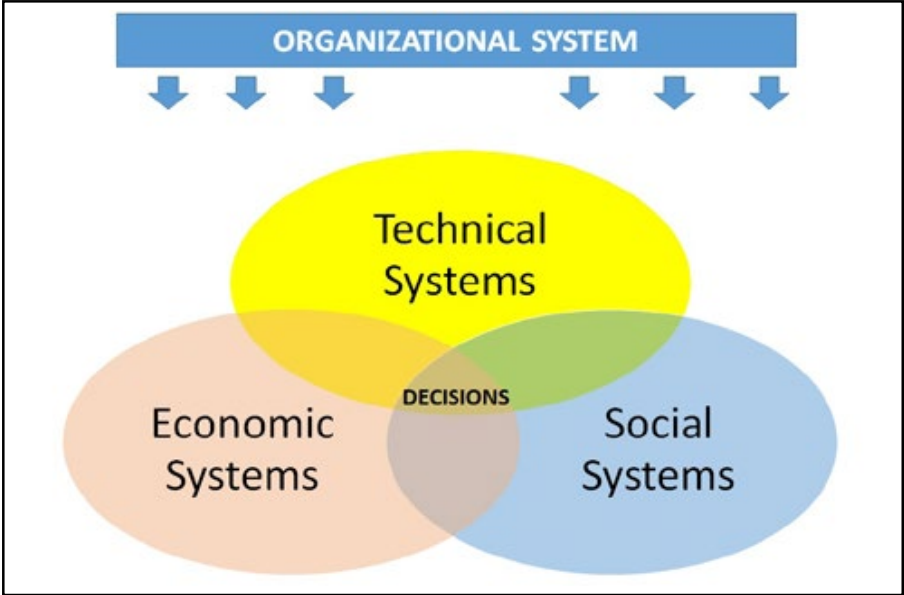 ORGANIZATIONAL SYSTEM
Technical
Systems
DECISIONS
Economic
Systems
Social
Systems